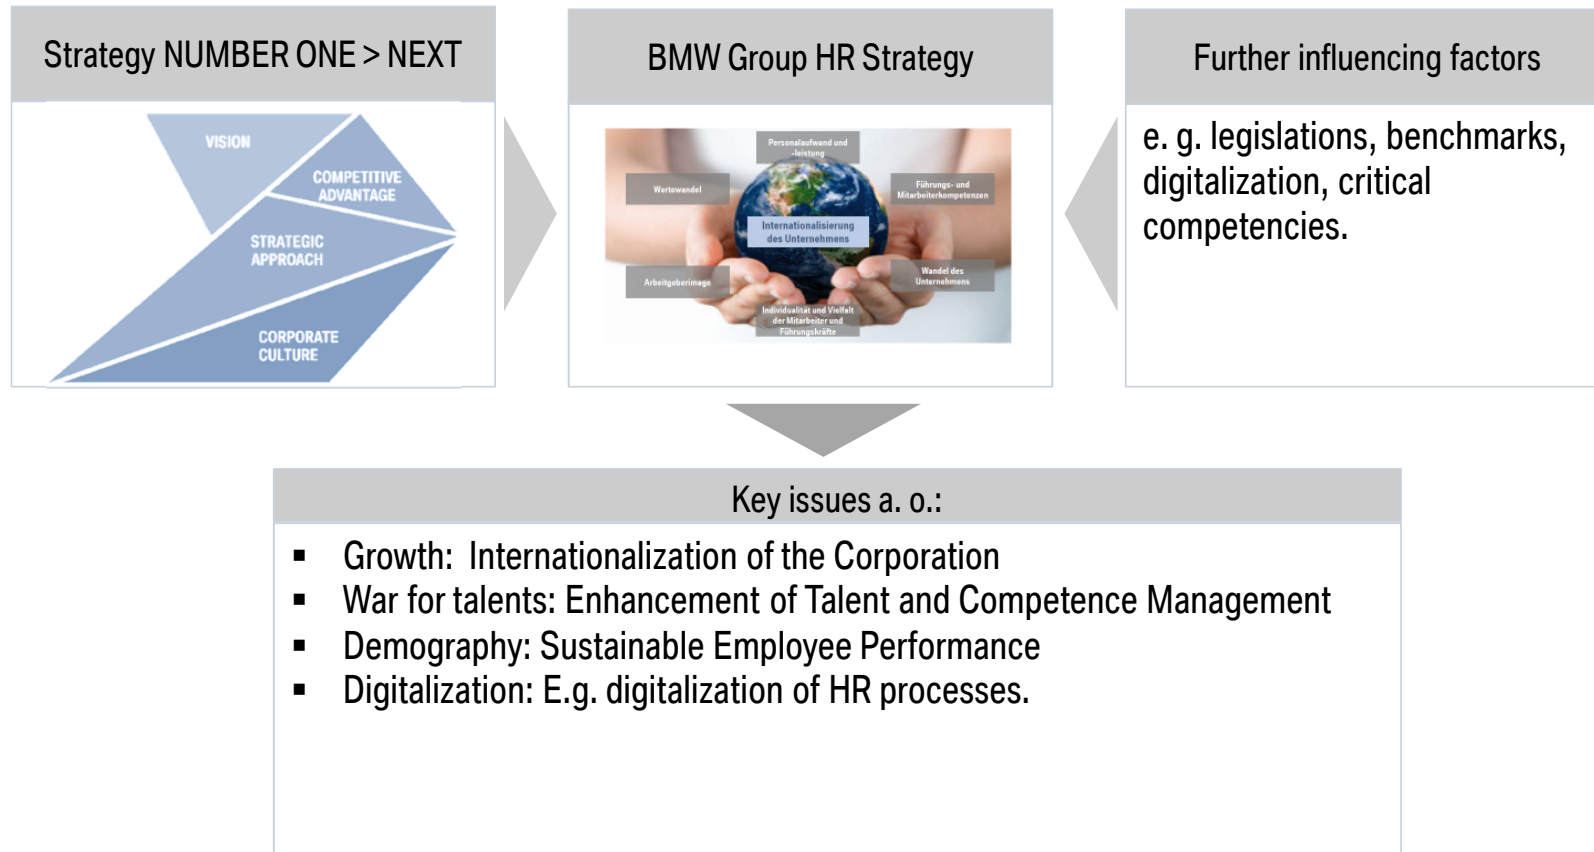 Strategy NUMBER ONE > NEXT
VISION
COMPETITIVE
ADVANTAGE
STRATEGIC
APPROACH
CORPORATE
CULTURE
BMW Group HR Strategy
Personalaufwand und
-leistung
Wertewandel
Führungs- und
Mitarbeiterkompetenzen
Internationalisierung
des Unternehmens
Arbeitgeberimage
Wandel des
Unternehmens
Individualität und Vielfalt
der Mitarbeiter und
Führungskräfte
Further influencing factors
e. g. legislations, benchmarks,
digitalization, critical
competencies.
Key issues a. o.:
▪ Growth: Internationalization of the Corporation
▪ War for talents: Enhancement of Talent and Competence Management
▪ Demography: Sustainable Employee Performance
▪ Digitalization: E.g. digitalization of HR processes.